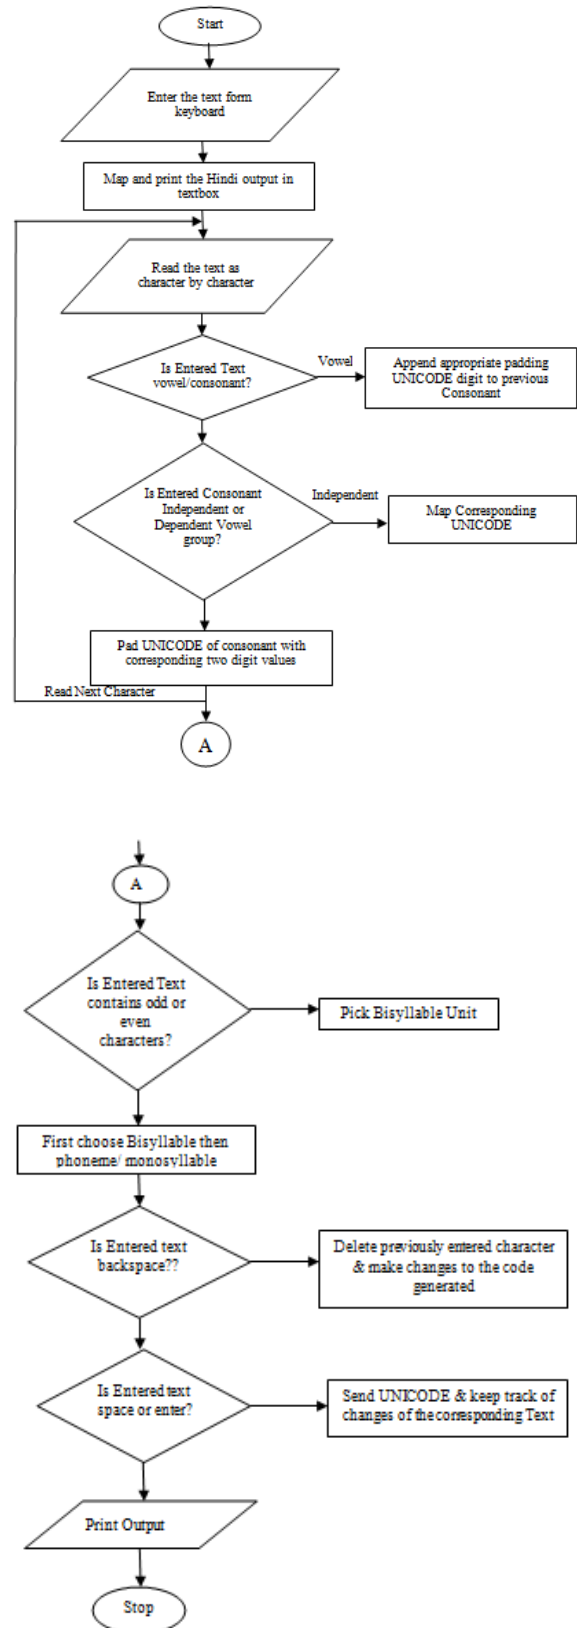 Start
Enter the text form
keyboard
Map and print the Hindi output in
textbox
Read the text as
character by character
Is Entered Text
vowel/consonant?
Vowel
Append appropriate padding
UNICODE digit to previous
Consonant
Is Entered Consonant
Independent or
Dependent Vowel
group?
Independent
Map Corresponding
UNICODE
Pad UNICODE of consonant with
corresponding two digit values
Read Next Character
A
A
Is Entered Text
contains odd or
even
characters?
Pick Bisyllable Unit
First choose Bisyllable then
phoneme/ monosyllable
Is Entered text
backspace??
Delete previously entered character
& make changes to the code
generated
Is Entered text
space or enter?
Send UNICODE & keep track of
changes of the corresponding Text
Print Output
Stop